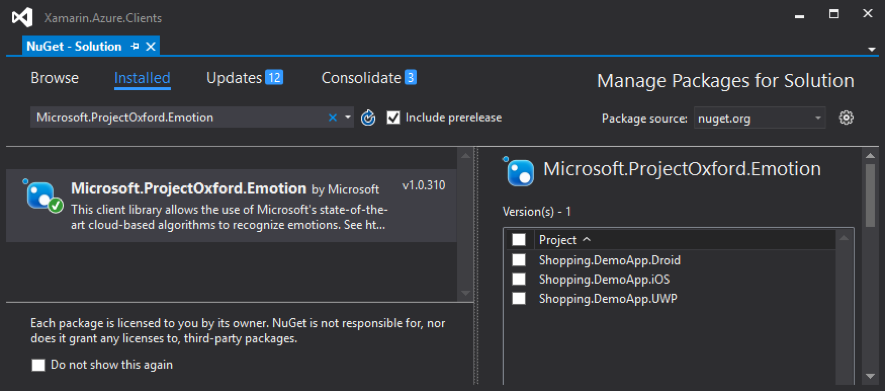 Xamarin.Azure.Clients
NuGet - Solution
Browse Installed Updates 12 Consolidate 3 Manage Packages for Solution
Microsoft.ProjectOxford.Emotion Include prerelease Package source: nuget.org
Microsoft.ProjectOxford.Emotion by Microsoft v1.0.310
This client library allows the use of Microsoft's state-of-the-
art cloud-based algorithms to recognize emotions. See ht...
Each package is licensed to you by its owner. NuGet is not responsible for, nor
does it grant any licenses to, third-party packages.
Do not show this again
Microsoft.ProjectOxford.Emotion
Version(s) - 1
Project
Shopping.DemoApp.Droid
Shopping.DemoApp.iOS
Shopping.DemoApp.UWP